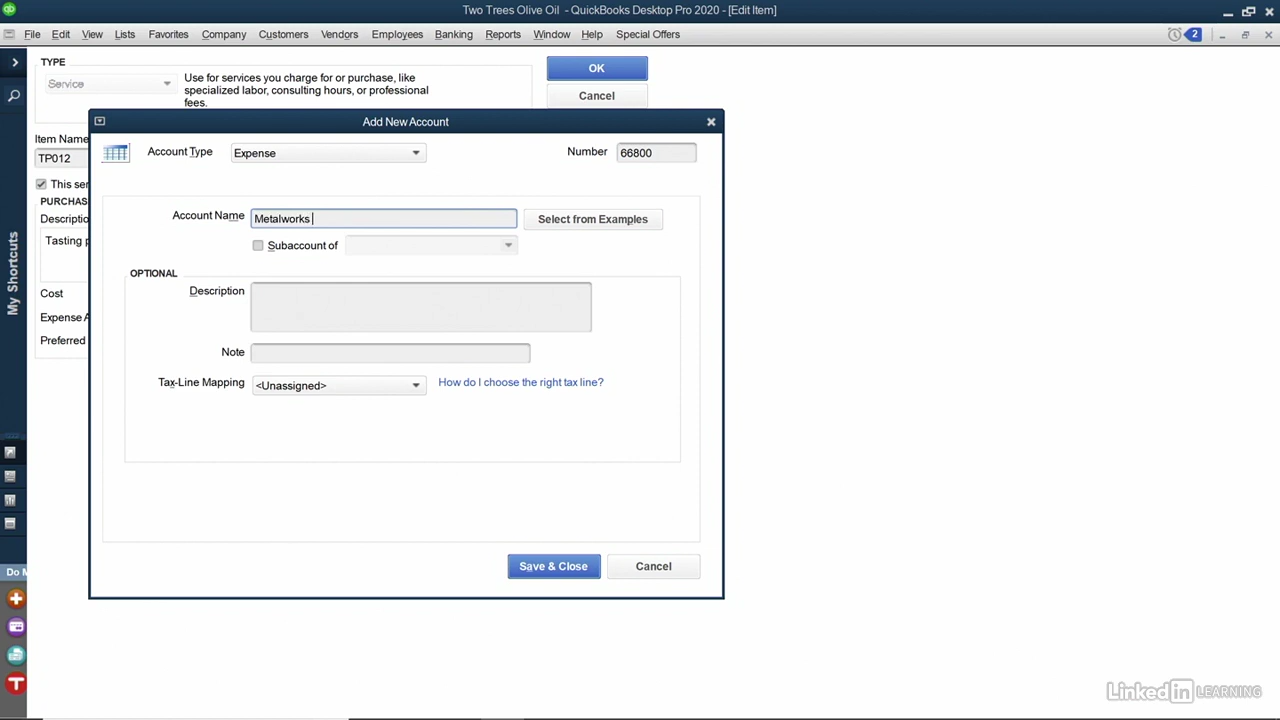 Two Trees Olive Oil - QuickBooks Desktop Pro 2020 - [Edit Item]
File Edit View Lists Favorites Company Customers Vendors Employees Banking Reports Window Help Special Offers 2
TYPE
Service
Use for services you charge for or purchase, like
specialized labor, consulting hours, or professional
fees.
OK
Cancel
Add New Account
Item Name
TP012
This ser
PURCHAS
Descriptio
Tasting p
Cost
Expense A
Preferred
My Shortcuts
Do M
Account Type
Expense
Number
66800
Account Name
Metalworks
Select from Examples
Subaccount of
OPTIONAL
Description
Note
Tax-Line Mapping
<Unassigned>
How do I choose the right tax line?
Save & Close
Cancel
Linked in LEARNING